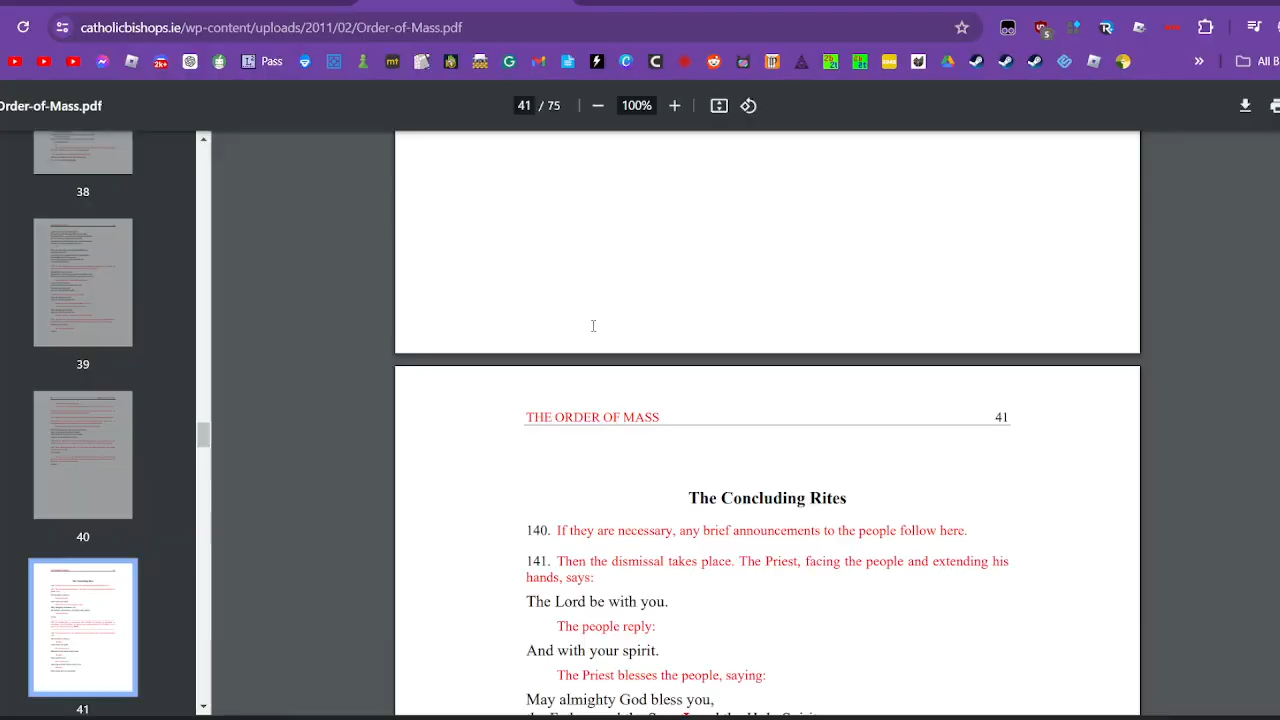 catholicbishops.ie/wp-content/uploads/2011/02/Order-of-Mass.pdf
Pass
All B
Order-of-Mass.pdf
41 / 75
100%
38
39
40
41
THE ORDER OF MASS 41
The Concluding Rites
140. If they are necessary, any brief announcements to the people follow here.
141. Then the dismissal takes place. The Priest, facing the people and extending his
hands, says:
The Lord be with you.
The people reply:
And with your spirit.
The Priest blesses the people, saying:
May almighty God bless you,